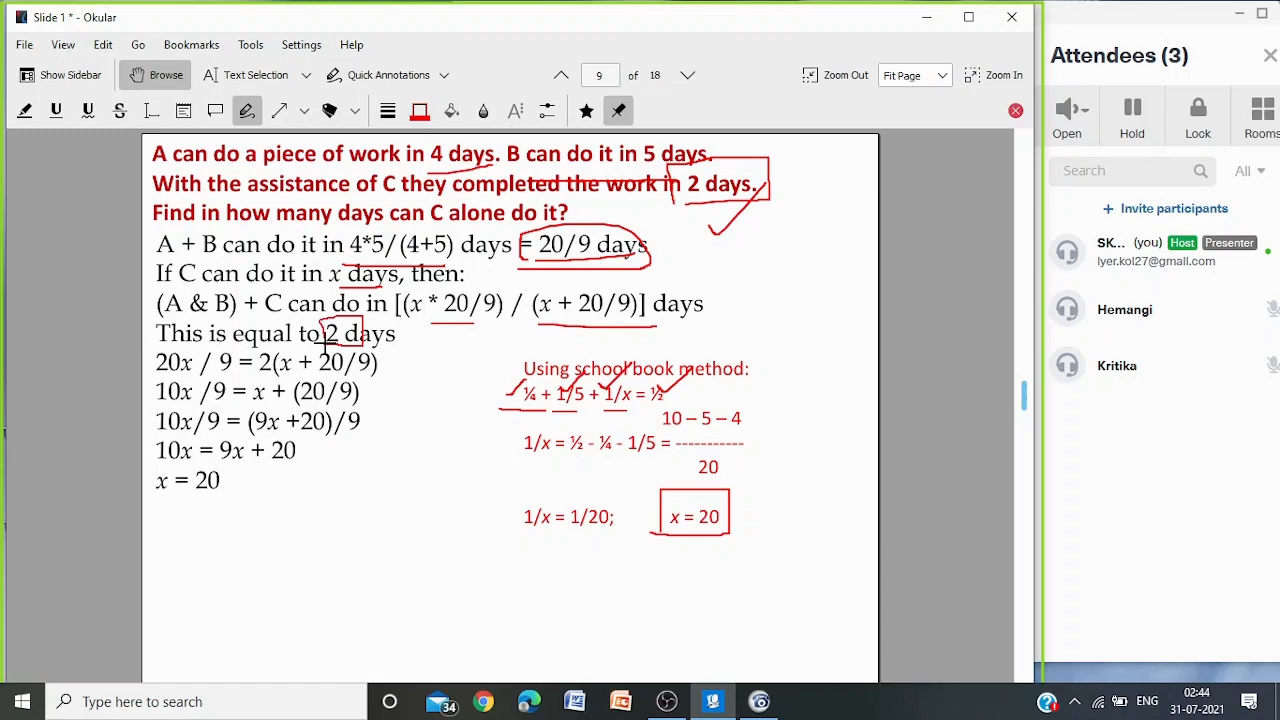 Slide 1 * - Okular
File View Edit Go Bookmarks Tools Settings Help
Show Sidebar Browse Text Selection Quick Annotations 9 of 18 Zoom Out Fit Page Zoom In
A can do a piece of work in 4 days. B can do it in 5 days.
With the assistance of C they completed the work in 2 days.
Find in how many days can C alone do it?
A + B can do it in 4*5/(4+5) days = 20/9 days
If C can do it in x days, then:
(A & B) + C can do in [(x * 20/9) / (x + 20/9)] days
This is equal to 2 days
20x / 9 = 2(x + 20/9)
10x /9 = x + (20/9)
10x/9 = (9x +20)/9
10x = 9x + 20
x = 20
Using school book method:
¼ + 1/5 + 1/x = ½
10 – 5 – 4
1/x = ½ - ¼ - 1/5 = -----------
20
1/x = 1/20; x = 20
Attendees (3)
Open Hold Lock Rooms
Search All
+ Invite participants
SK... (you) Host Presenter
lyer.kol27@gmail.com
Hemangi
Kritika
Type here to search
34
ENG
02:44
31-07-2021